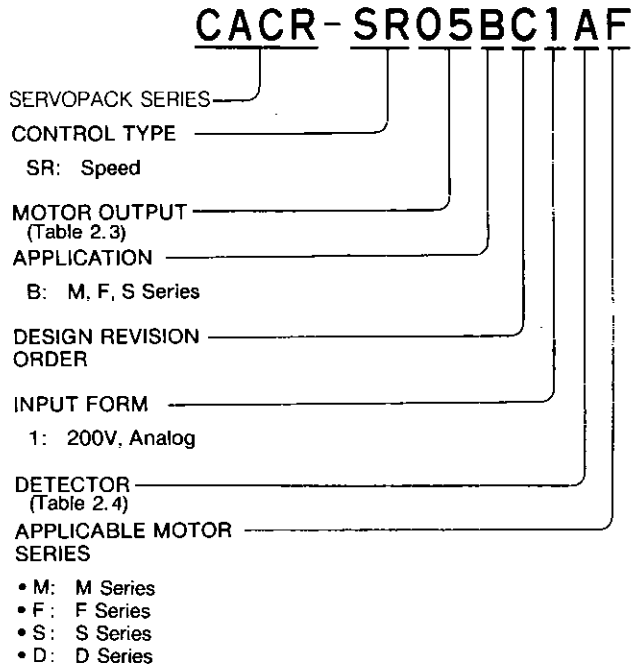 CACR-SR05BC1AF
SERVOPACK SERIES
CONTROL TYPE
SR: Speed
MOTOR OUTPUT
(Table 2.3)
APPLICATION
B: M, F, S Series
DESIGN REVISION
ORDER
INPUT FORM
1: 200V, Analog
DETECTOR
(Table 2.4)
APPLICABLE MOTOR
SERIES
• M: M Series
• F: F Series
• S: S Series
• D: D Series